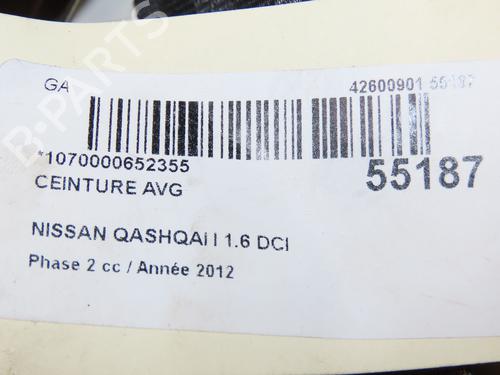 B-PARTS
GA
42600901 55187
*1070000652355
55187
CEINTURE AVG
NISSAN QASHQAI I 1.6 DCI
Phase 2 cc / Année 2012